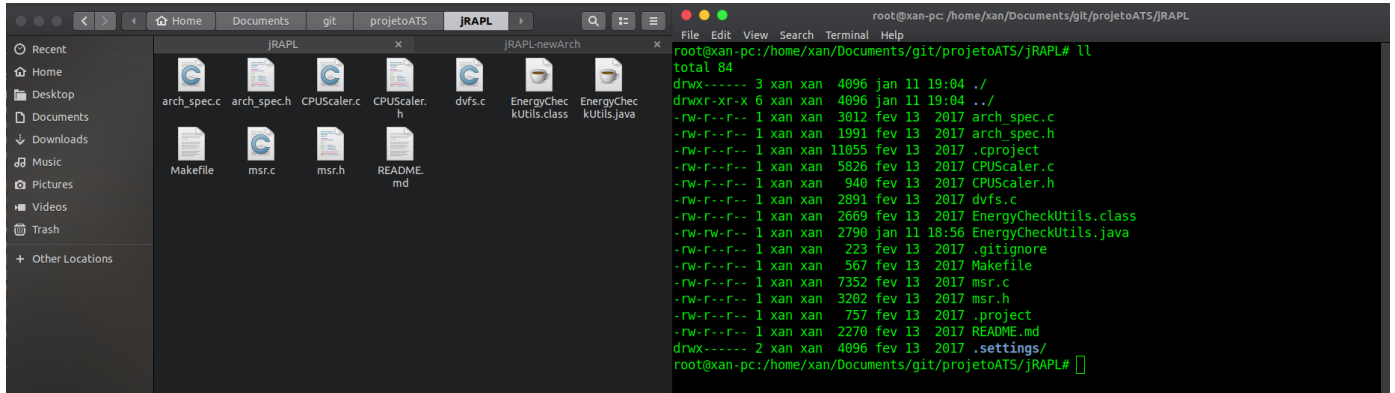 Home Documents git projetoATS jRAPL
jRAPL × jRAPL-newArch ×
Recent
Home
Desktop
Documents
Downloads
Music
Pictures
Videos
Trash
+ Other Locations
arch_spec.c arch_spec.h CPUScaler.c CPUScaler. dvfs.c EnergyChec EnergyChec
h kUtils.class kUtils.java
Makefile msr.c msr.h README.
md
root@xan-pc: /home/xan/Documents/git/projetoATS/jRAPL
File Edit View Search Terminal Help
root@xan-pc:/home/xan/Documents/git/projetoATS/jRAPL# ll
total 84
drwx------ 3 xan xan 4096 jan 11 19:04 ./
drwxr-xr-x 6 xan xan 4096 jan 11 19:04 ../
-rw-r--r-- 1 xan xan 3012 fev 13 2017 arch_spec.c
-rw-r--r-- 1 xan xan 1991 fev 13 2017 arch_spec.h
-rw-r--r-- 1 xan xan 11055 fev 13 2017 .cproject
-rw-r--r-- 1 xan xan 5826 fev 13 2017 CPUScaler.c
-rw-r--r-- 1 xan xan 940 fev 13 2017 CPUScaler.h
-rw-r--r-- 1 xan xan 2891 fev 13 2017 dvfs.c
-rw-r--r-- 1 xan xan 2669 fev 13 2017 EnergyCheckUtils.class
-rw-rw-r-- 1 xan xan 2790 jan 11 18:56 EnergyCheckUtils.java
-rw-r--r-- 1 xan xan 223 fev 13 2017 .gitignore
-rw-r--r-- 1 xan xan 567 fev 13 2017 Makefile
-rw-r--r-- 1 xan xan 7352 fev 13 2017 msr.c
-rw-r--r-- 1 xan xan 3202 fev 13 2017 msr.h
-rw-r--r-- 1 xan xan 757 fev 13 2017 .project
-rw-r--r-- 1 xan xan 2270 fev 13 2017 README.md
drwx------ 2 xan xan 4096 fev 13 2017 .settings/
root@xan-pc:/home/xan/Documents/git/projetoATS/jRAPL#